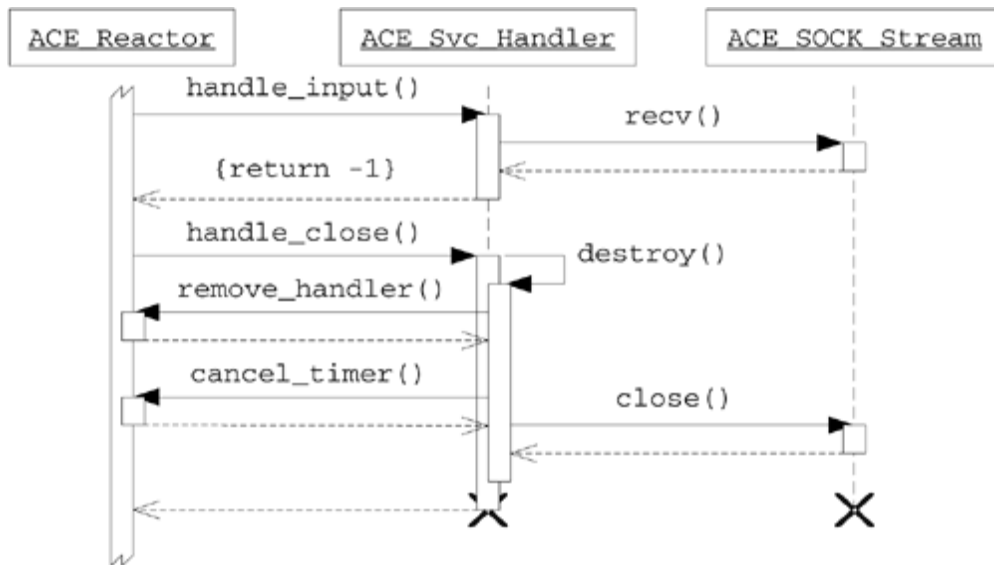 ACE_Reactor
ACE_Svc_Handler
ACE_SOCK_Stream
handle_input()
recv()
{return -1}
handle_close()
destroy()
remove_handler()
cancel_timer()
close()